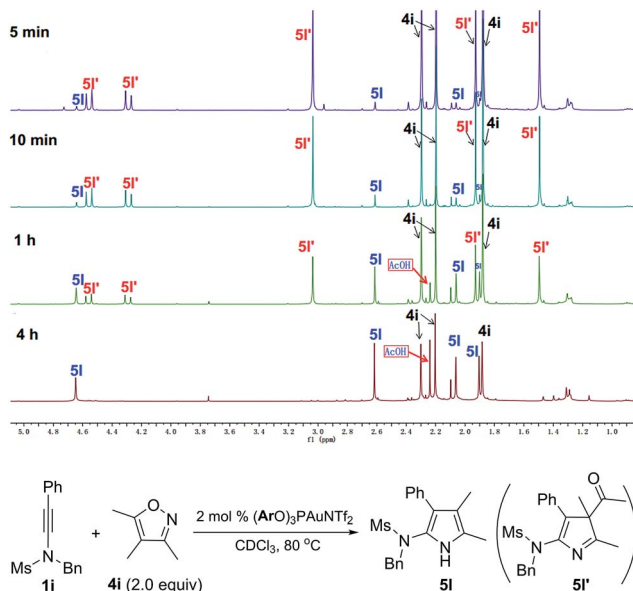 5 min
5l'
4i
5l'
4i
5l'
5l
5l'
5l'
5l
5l
5l
10 min
5l'
4i
5l'
4i
5l'
5l
5l'
5l'
5l
5l
5l
1 h
5l'
4i
5l'
4i
5l'
5l
5l'
5l'
5l
AcOH
5l
5l
4 h
4i
4i
5l
5l
AcOH
5l
5l
5.0 4.8 4.6 4.4 4.2 4.0 3.8 3.6 3.4 3.2 3.0 2.8 2.6 2.4 2.2 2.0 1.8 1.6 1.4 1.2 1.0
f1 (ppm)
Ph
N
Ms Bn
1i
+
O
N
4i (2.0 equiv)
2 mol % (ArO)3PAuNTf2
CDCl3, 80 °C
Ph
Ms
N
N
H
Bn
5l
O
Ph
Ms
N
N
Bn
5l'